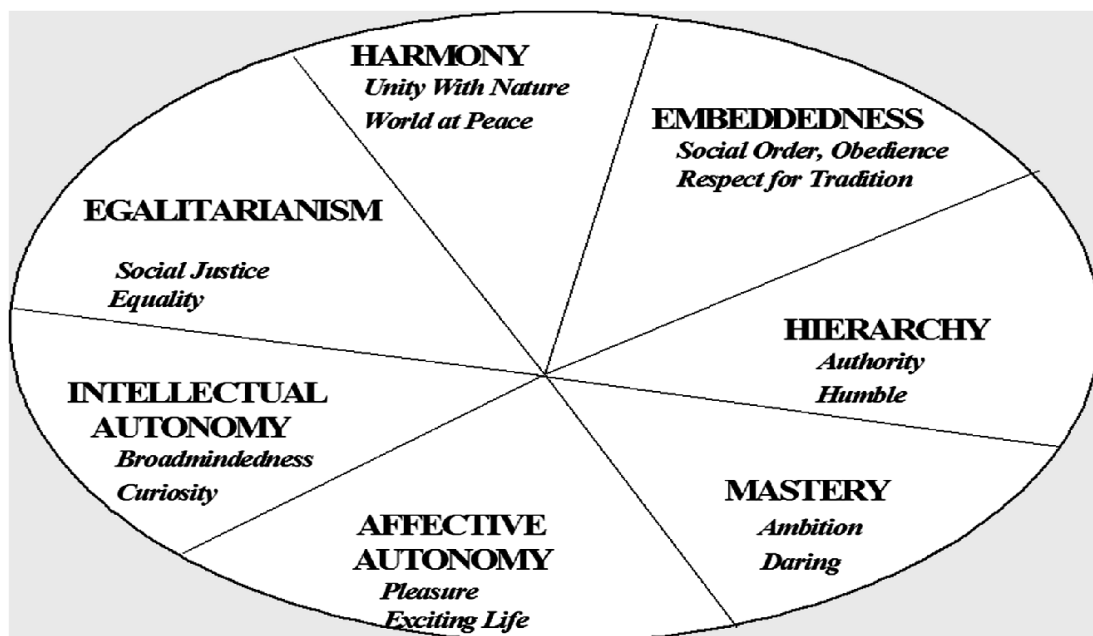 HARMONY
Unity With Nature
World at Peace
EMBEDDEDNESS
Social Order, Obedience
Respect for Tradition
EGALITARIANISM
Social Justice
Equality
HIERARCHY
Authority
Humble
INTELLECTUAL
AUTONOMY
Broadmindedness
Curiosity
MASTERY
Ambition
Daring
AFFECTIVE
AUTONOMY
Pleasure
Exciting Life